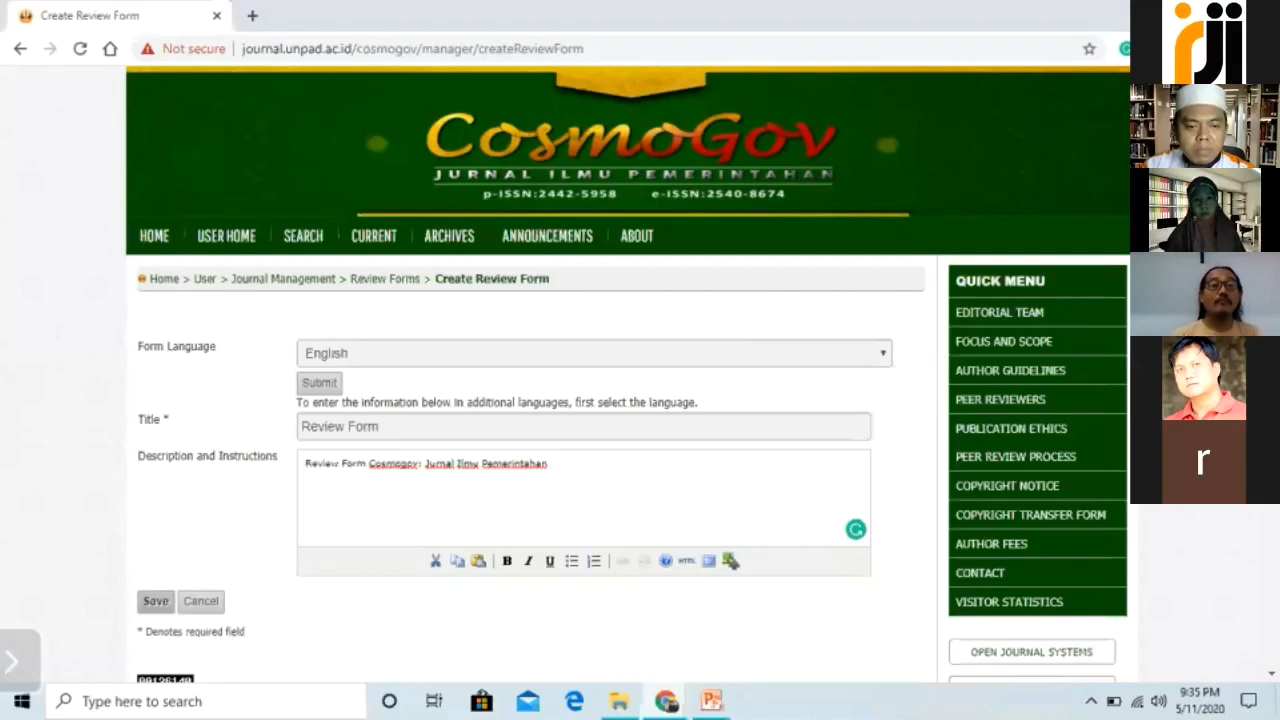 Create Review Form
Not secure
journal.unpad.ac.id/cosmogov/manager/createReviewForm
rji
CosmoGov
JURNAL ILMU PEMERINTAHAN
p-ISSN:2442-5958 e-ISSN:2540-8674
HOME USER HOME SEARCH CURRENT ARCHIVES ANNOUNCEMENTS ABOUT
Home > User > Journal Management > Review Forms > Create Review Form
Form Language
English
Submit
To enter the information below in additional languages, first select the language.
Title *
Review Form
Description and Instructions
Review Form Cosmogov: Jurnal Ilmu Pemerintahan
B I U
HTML
Save Cancel
* Denotes required field
QUICK MENU
EDITORIAL TEAM
FOCUS AND SCOPE
AUTHOR GUIDELINES
PEER REVIEWERS
PUBLICATION ETHICS
PEER REVIEW PROCESS
COPYRIGHT NOTICE
COPYRIGHT TRANSFER FORM
AUTHOR FEES
CONTACT
VISITOR STATISTICS
OPEN JOURNAL SYSTEMS
r
Type here to search
9:35 PM
5/11/2020